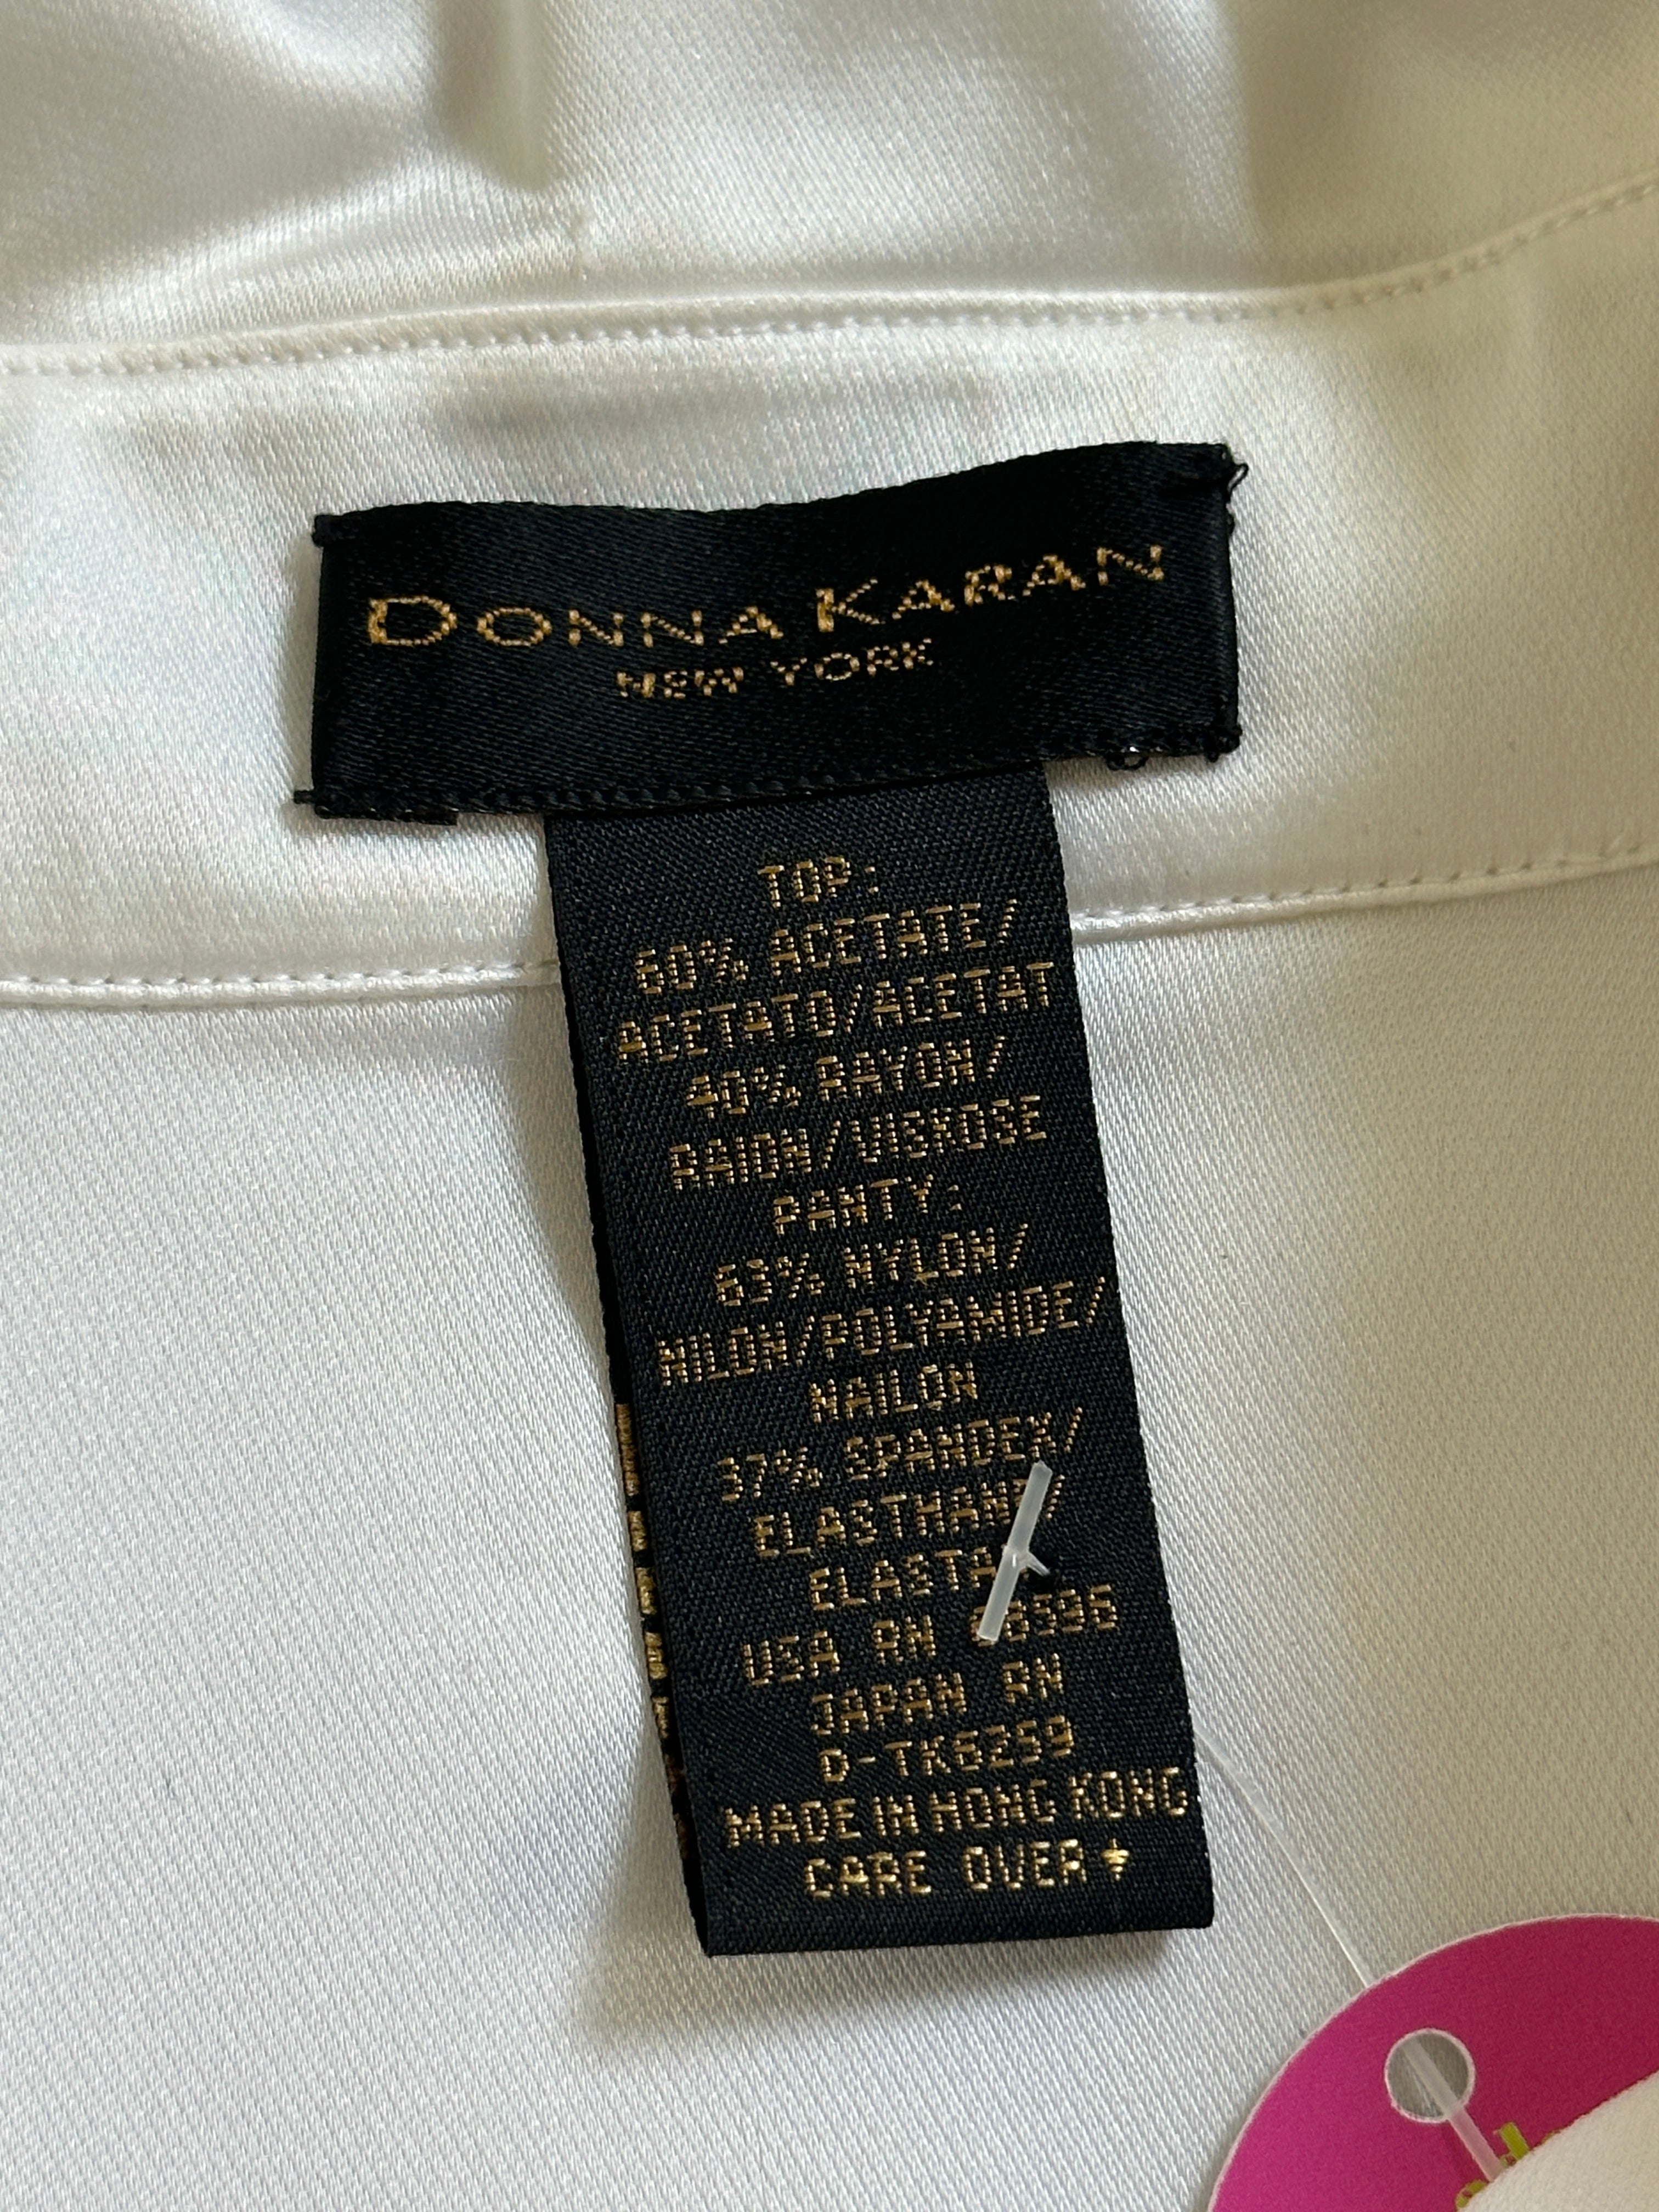 DONNA KARAN
NEW YORK
TOP:
60% ACETATE/
ACETATO/ACETAT
40% RAYON/
RAION/VISKOSE
PANTY:
63% NYLON/
NILON/POLYAMIDE/
NAILON
37% SPANDEX/
USA RN
JAPAN RN
D-TK6259
MADE IN HONG KONG
CARE OVER